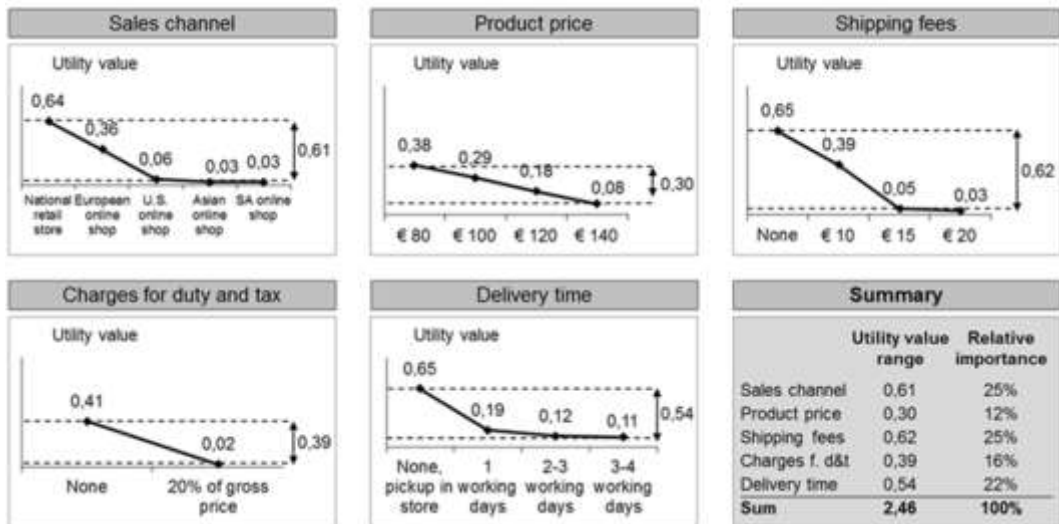 Sales channel
Utility value
0,64
0,36
0,06
0,03
0,03
0,61
National retail store
European online shop
U.S. online shop
Asian online shop
SA online shop
Product price
Utility value
0,38
0,29
0,18
0,08
0,30
€ 80
€ 100
€ 120
€ 140
Shipping fees
Utility value
0,65
0,39
0,05
0,03
0,62
None
€ 10
€ 15
€ 20
Charges for duty and tax
Utility value
0,41
0,02
0,39
None
20% of gross
price
Delivery time
Utility value
0,65
0,19
0,12
0,11
0,54
None, pickup in store
1 working days
2-3 working days
3-4 working days
Summary
Utility value range
Relative importance
Sales channel 0,61 25%
Product price 0,30 12%
Shipping fees 0,62 25%
Charges f. d&t 0,39 16%
Delivery time 0,54 22%
Sum 2,46 100%